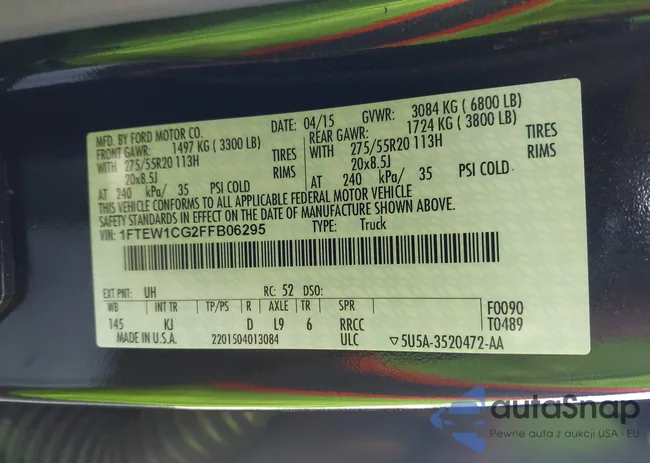 MFD. BY FORD MOTOR CO. DATE: 04/15 GVWR: 3084 KG ( 6800 LB)
FRONT GAWR: 1497 KG ( 3300 LB) REAR GAWR: 1724 KG ( 3800 LB)
WITH 275/55R20 113H TIRES WITH 275/55R20 113H TIRES
20x8.5J RIMS 20x8.5J RIMS
AT 240 kPa/ 35 PSI COLD AT 240 kPa/ 35 PSI COLD
THIS VEHICLE CONFORMS TO ALL APPLICABLE FEDERAL MOTOR VEHICLE
SAFETY STANDARDS IN EFFECT ON THE DATE OF MANUFACTURE SHOWN ABOVE.
VIN: 1FTEW1CG2FFB06295 TYPE: Truck
EXT PNT: UH RC: 52 DSO:
WB INT TR TP/PS R AXLE TR SPR F0090
145 KJ D L9 6 RRCC T0489
MADE IN U.S.A. 2201504013084 ULC ▽5U5A-3520472-AA
autaSnap
Pewne auta z aukcji USA i EU